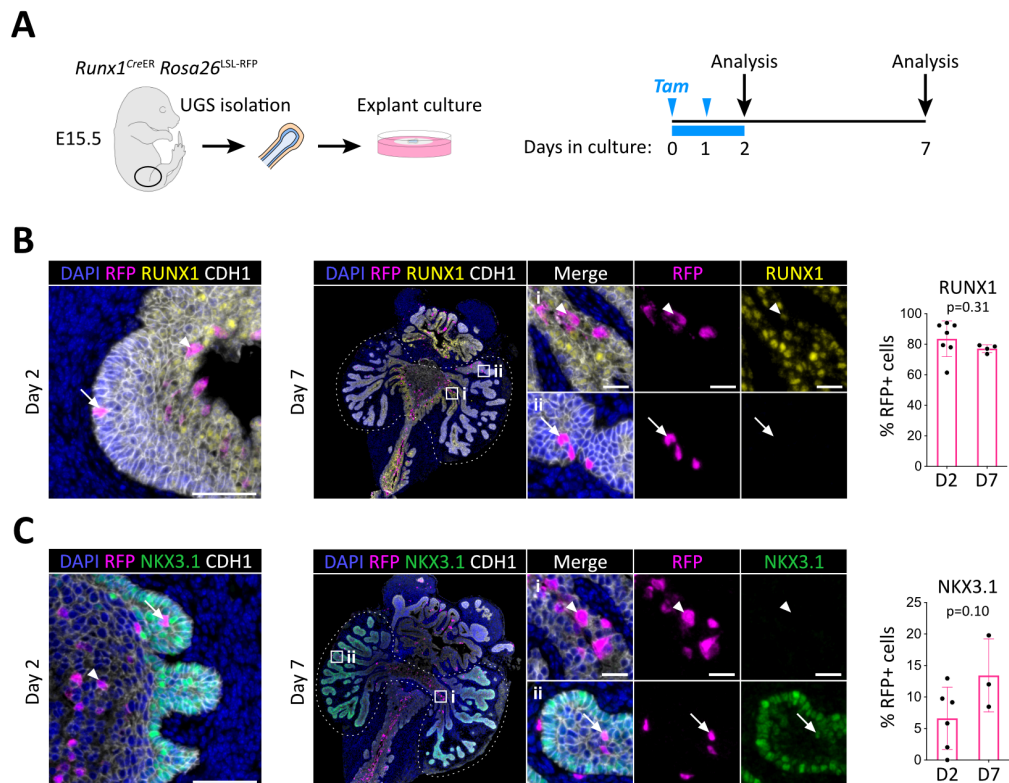 A
Runx1CreER Rosa26LSL-RFP
UGS isolation
Explant culture
E15.5
Analysis
Analysis
Tam
Days in culture:
0
1
2
7
B
DAPI RFP RUNX1 CDH1
Day 2
DAPI RFP RUNX1 CDH1
Merge
RFP
RUNX1
Day 7
i
ii
i
ii
RUNX1
p=0.31
% RFP+ cells
100
80
60
40
20
0
D2
D7
C
DAPI RFP NKX3.1 CDH1
Day 2
DAPI RFP NKX3.1 CDH1
Merge
RFP
NKX3.1
Day 7
ii
i
i
ii
NKX3.1
p=0.10
% RFP+ cells
25
20
15
10
5
0
D2
D7